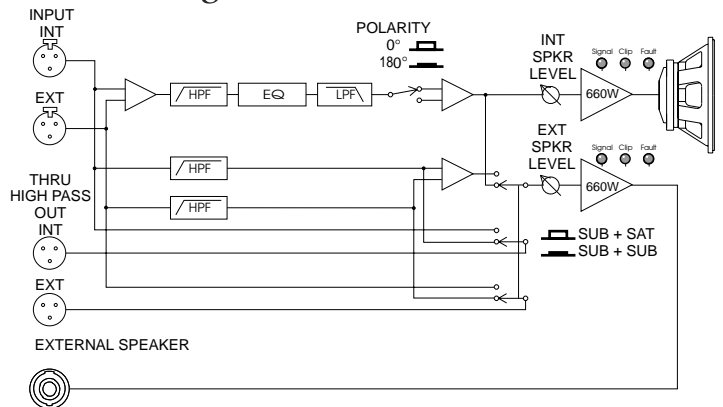 INPUT
INT
EXT
THRU
HIGH PASS
OUT
INT
EXT
EXTERNAL SPEAKER
HPF
EQ
LPF
HPF
HPF
POLARITY
0°
180°
INT
SPKR
LEVEL
Signal Clip Fault
660W
EXT
SPKR
LEVEL
Signal Clip Fault
660W
SUB + SAT
SUB + SUB